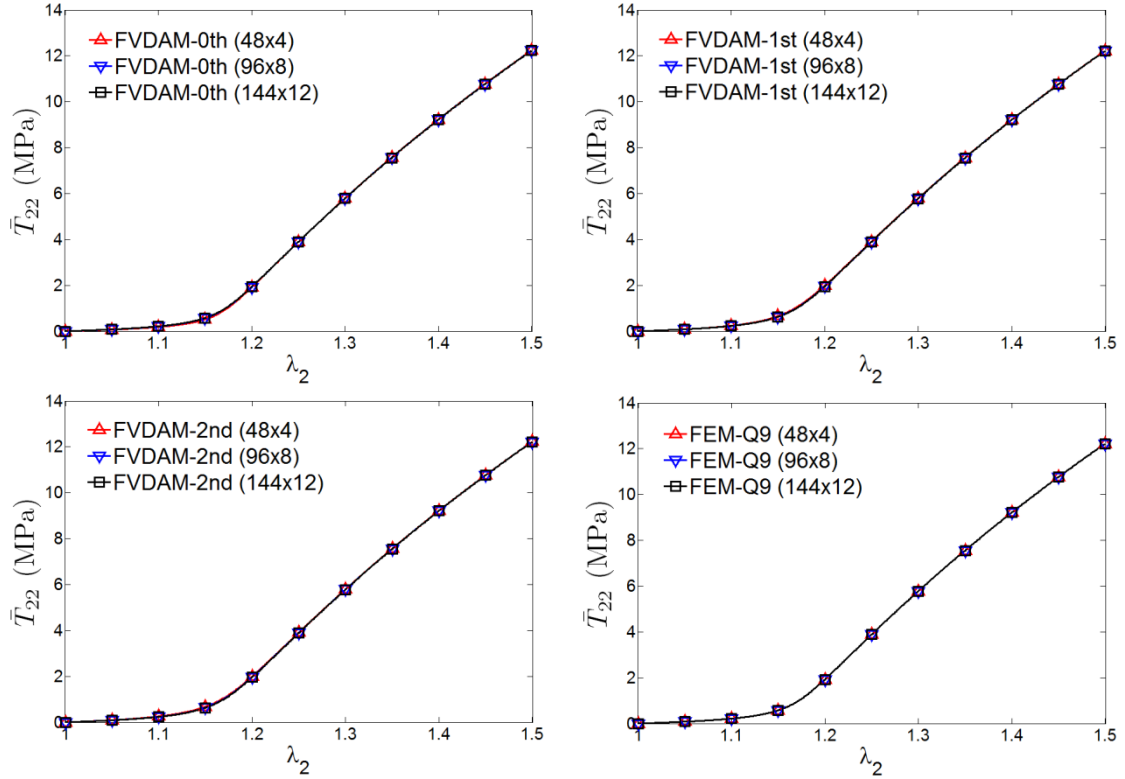 14
12
10
8
6
4
2
0
T̄22 (MPa)
FVDAM-0th (48x4)
FVDAM-0th (96x8)
FVDAM-0th (144x12)
1 1.1 1.2 1.3 1.4 1.5
λ2
14
12
10
8
6
4
2
0
T̄22 (MPa)
FVDAM-1st (48x4)
FVDAM-1st (96x8)
FVDAM-1st (144x12)
1 1.1 1.2 1.3 1.4 1.5
λ2
14
12
10
8
6
4
2
0
T̄22 (MPa)
FVDAM-2nd (48x4)
FVDAM-2nd (96x8)
FVDAM-2nd (144x12)
1 1.1 1.2 1.3 1.4 1.5
λ2
14
12
10
8
6
4
2
0
T̄22 (MPa)
FEM-Q9 (48x4)
FEM-Q9 (96x8)
FEM-Q9 (144x12)
1 1.1 1.2 1.3 1.4 1.5
λ2